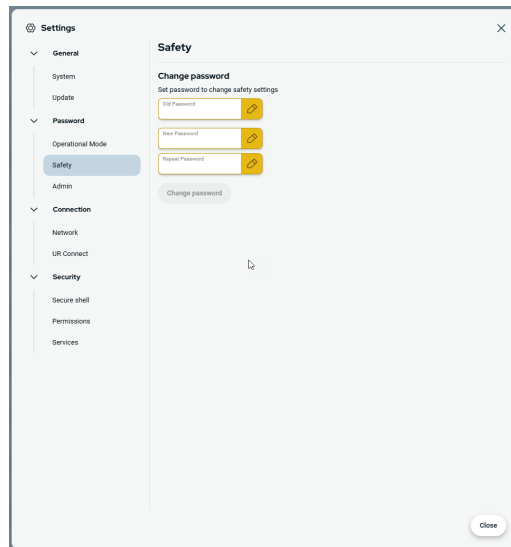 Settings
General
System
Update
Password
Operational Mode
Safety
Admin
Connection
Network
UR Connect
Security
Secure shell
Permissions
Services
Safety
Change password
Set password to change safety settings
Old Password
New Password
Repeat Password
Change password
Close